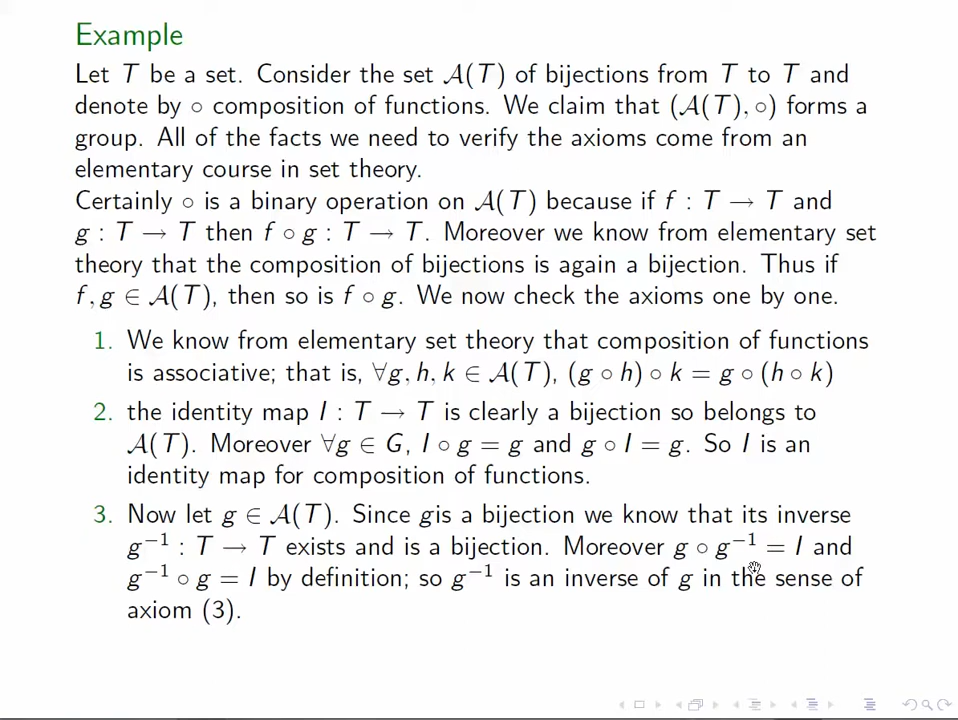 Example
Let T be a set. Consider the set 𝒜(T) of bijections from T to T and
denote by ∘ composition of functions. We claim that (𝒜(T), ∘) forms a
group. All of the facts we need to verify the axioms come from an
elementary course in set theory.
Certainly ∘ is a binary operation on 𝒜(T) because if f : T → T and
g : T → T then f ∘ g : T → T. Moreover we know from elementary set
theory that the composition of bijections is again a bijection. Thus if
f, g ∈ 𝒜(T), then so is f ∘ g. We now check the axioms one by one.
1. We know from elementary set theory that composition of functions
is associative; that is, ∀g, h, k ∈ 𝒜(T), (g ∘ h) ∘ k = g ∘ (h ∘ k)
2. the identity map I : T → T is clearly a bijection so belongs to
𝒜(T). Moreover ∀g ∈ G, I ∘ g = g and g ∘ I = g. So I is an
identity map for composition of functions.
3. Now let g ∈ 𝒜(T). Since gis a bijection we know that its inverse
g⁻¹ : T → T exists and is a bijection. Moreover g ∘ g⁻¹ = I and
g⁻¹ ∘ g = I by definition; so g⁻¹ is an inverse of g in the sense of
axiom (3).